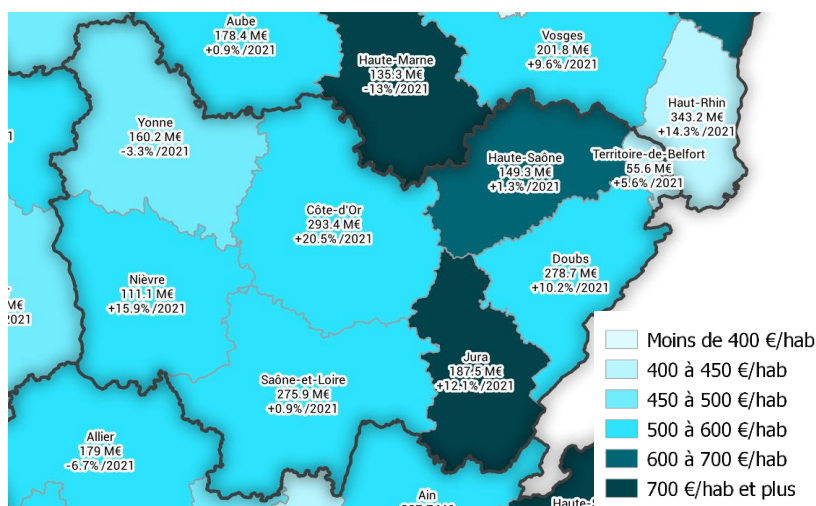 Aube
178.4 M€
+0.9% /2021
Haute-Marne
135.3 M€
-13% /2021
Vosges
201.8 M€
+9.6% /2021
Haut-Rhin
343.2 M€
+14.3% /2021
Yonne
160.2 M€
-3.3% /2021
Haute-Saône
149.3 M€
+1.3% /2021
Territoire-de-Belfort
55.6 M€
+5.6% /2021
Côte-d'Or
293.4 M€
+20.5% /2021
Doubs
278.7 M€
+10.2% /2021
Nièvre
111.1 M€
+15.9% /2021
M€
2021
Jura
187.5 M€
+12.1% /2021
Saône-et-Loire
275.9 M€
+0.9% /2021
Allier
179 M€
-6.7% /2021
Ain
Haute-S
Moins de 400 €/hab
400 à 450 €/hab
450 à 500 €/hab
500 à 600 €/hab
600 à 700 €/hab
700 €/hab et plus